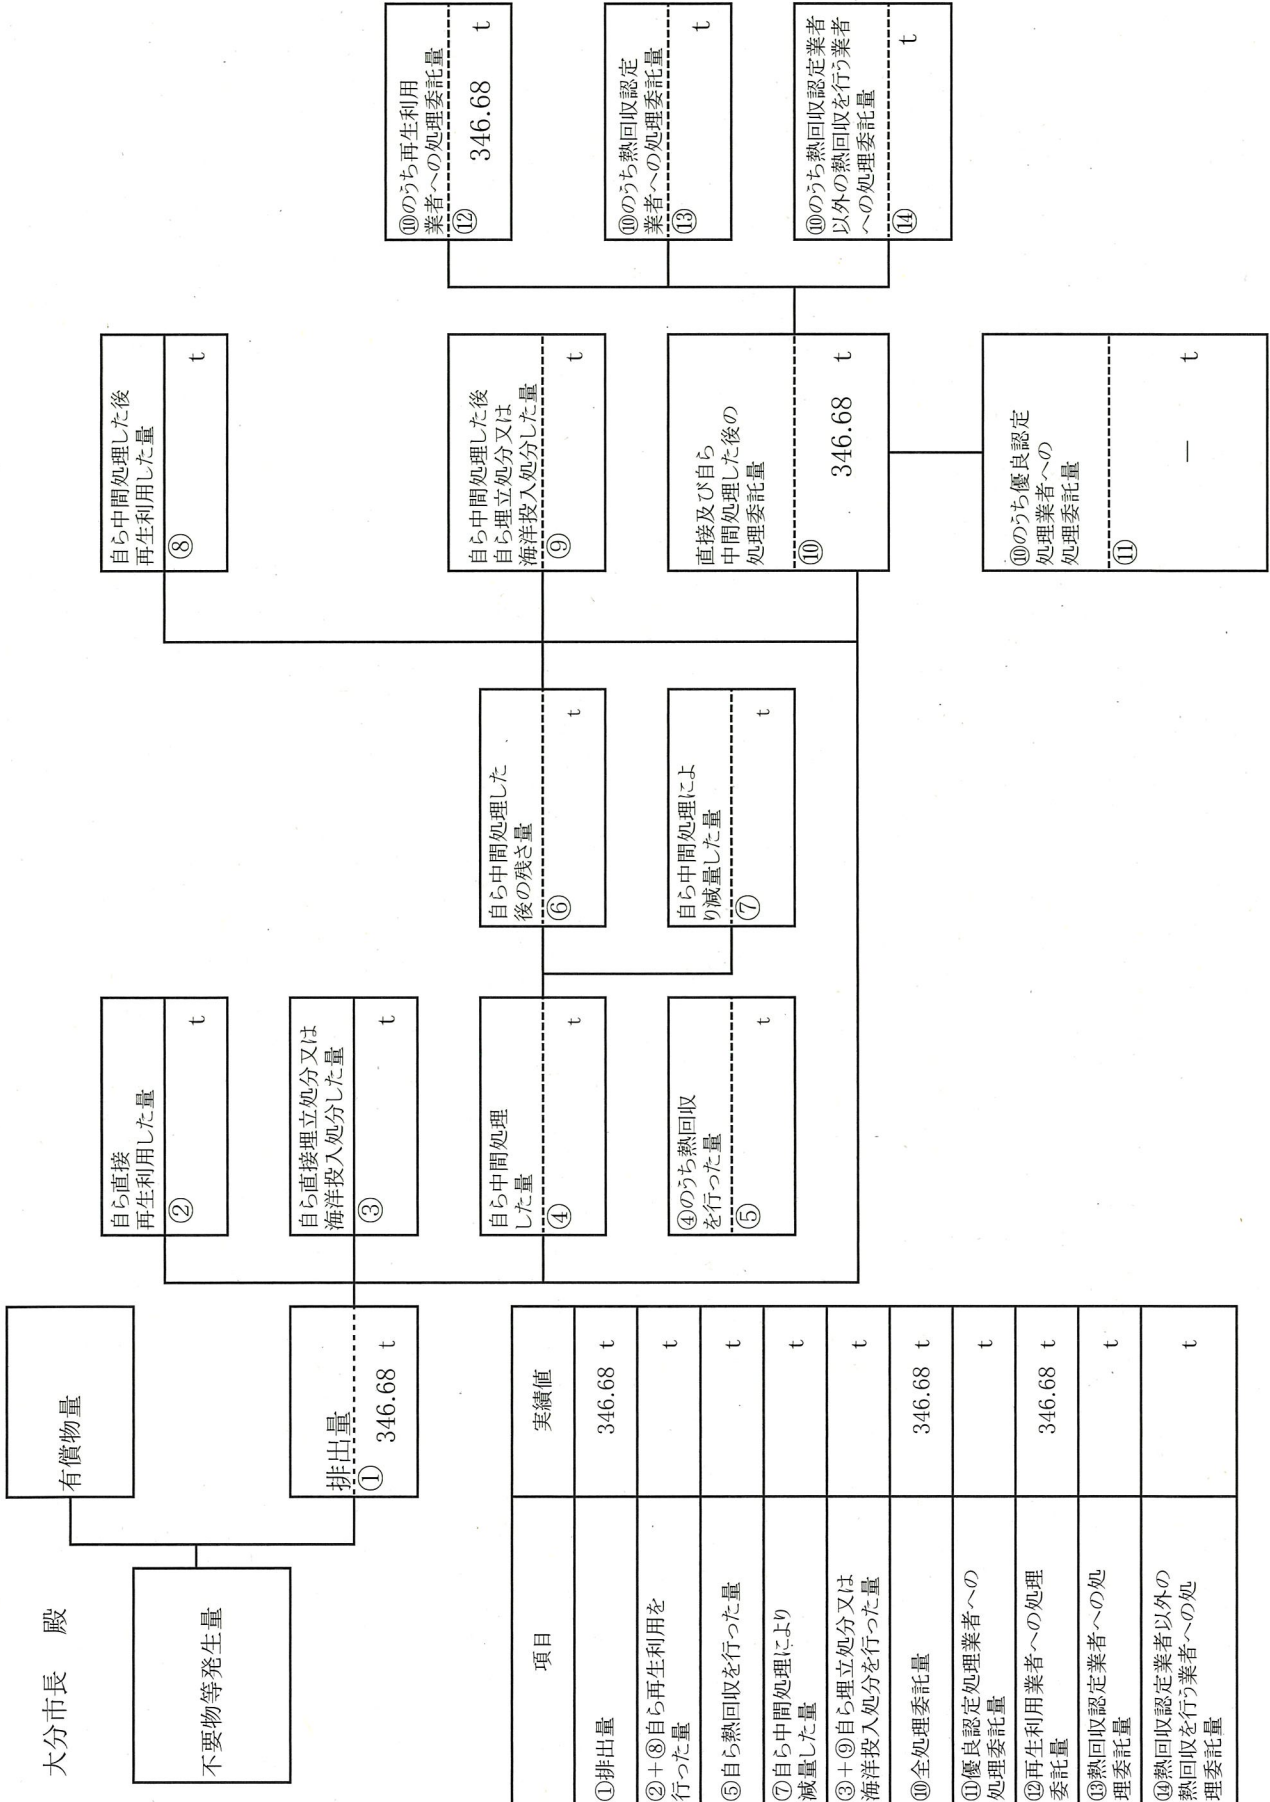 大分市長　殿
不要物等発生量
有償物量
排出量
① 346.68 t
自ら直接
再生利用した量
②
t
自ら直接埋立処分又は
海洋投入処分した量
③
t
自ら中間処理
した量
④
t
④のうち熱回収
を行った量
⑤
t
自ら中間処理した
後の残さ量
⑥
t
自ら中間処理によ
り減量した量
⑦
t
自ら中間処理した後
再生利用した量
⑧
t
自ら中間処理した後
自ら埋立処分又は
海洋投入処分した量
⑨
t
直接及び自ら
中間処理した後の
処理委託量
⑩
346.68 t
⑩のうち優良認定
処理業者への
処理委託量
⑪
― t
⑩のうち再生利用
業者への処理委託量
⑫
346.68 t
⑩のうち熱回収認定
業者への処理委託量
⑬
t
⑩のうち熱回収認定業者
以外の熱回収を行う業者
への処理委託量
⑭
t
項目 実績値
①排出量 346.68 t
②+⑧自ら再生利用を
行った量 t
⑤自ら熱回収を行った量 t
⑦自ら中間処理により
減量した量 t
③+⑨自ら埋立処分又は
海洋投入処分を行った量 t
⑩全処理委託量 346.68 t
⑪優良認定処理業者への
処理委託量 t
⑫再生利用業者への処理
委託量 346.68 t
⑬熱回収認定業者への処
理委託量 t
⑭熱回収認定業者以外の
熱回収を行う業者への処
理委託量 t